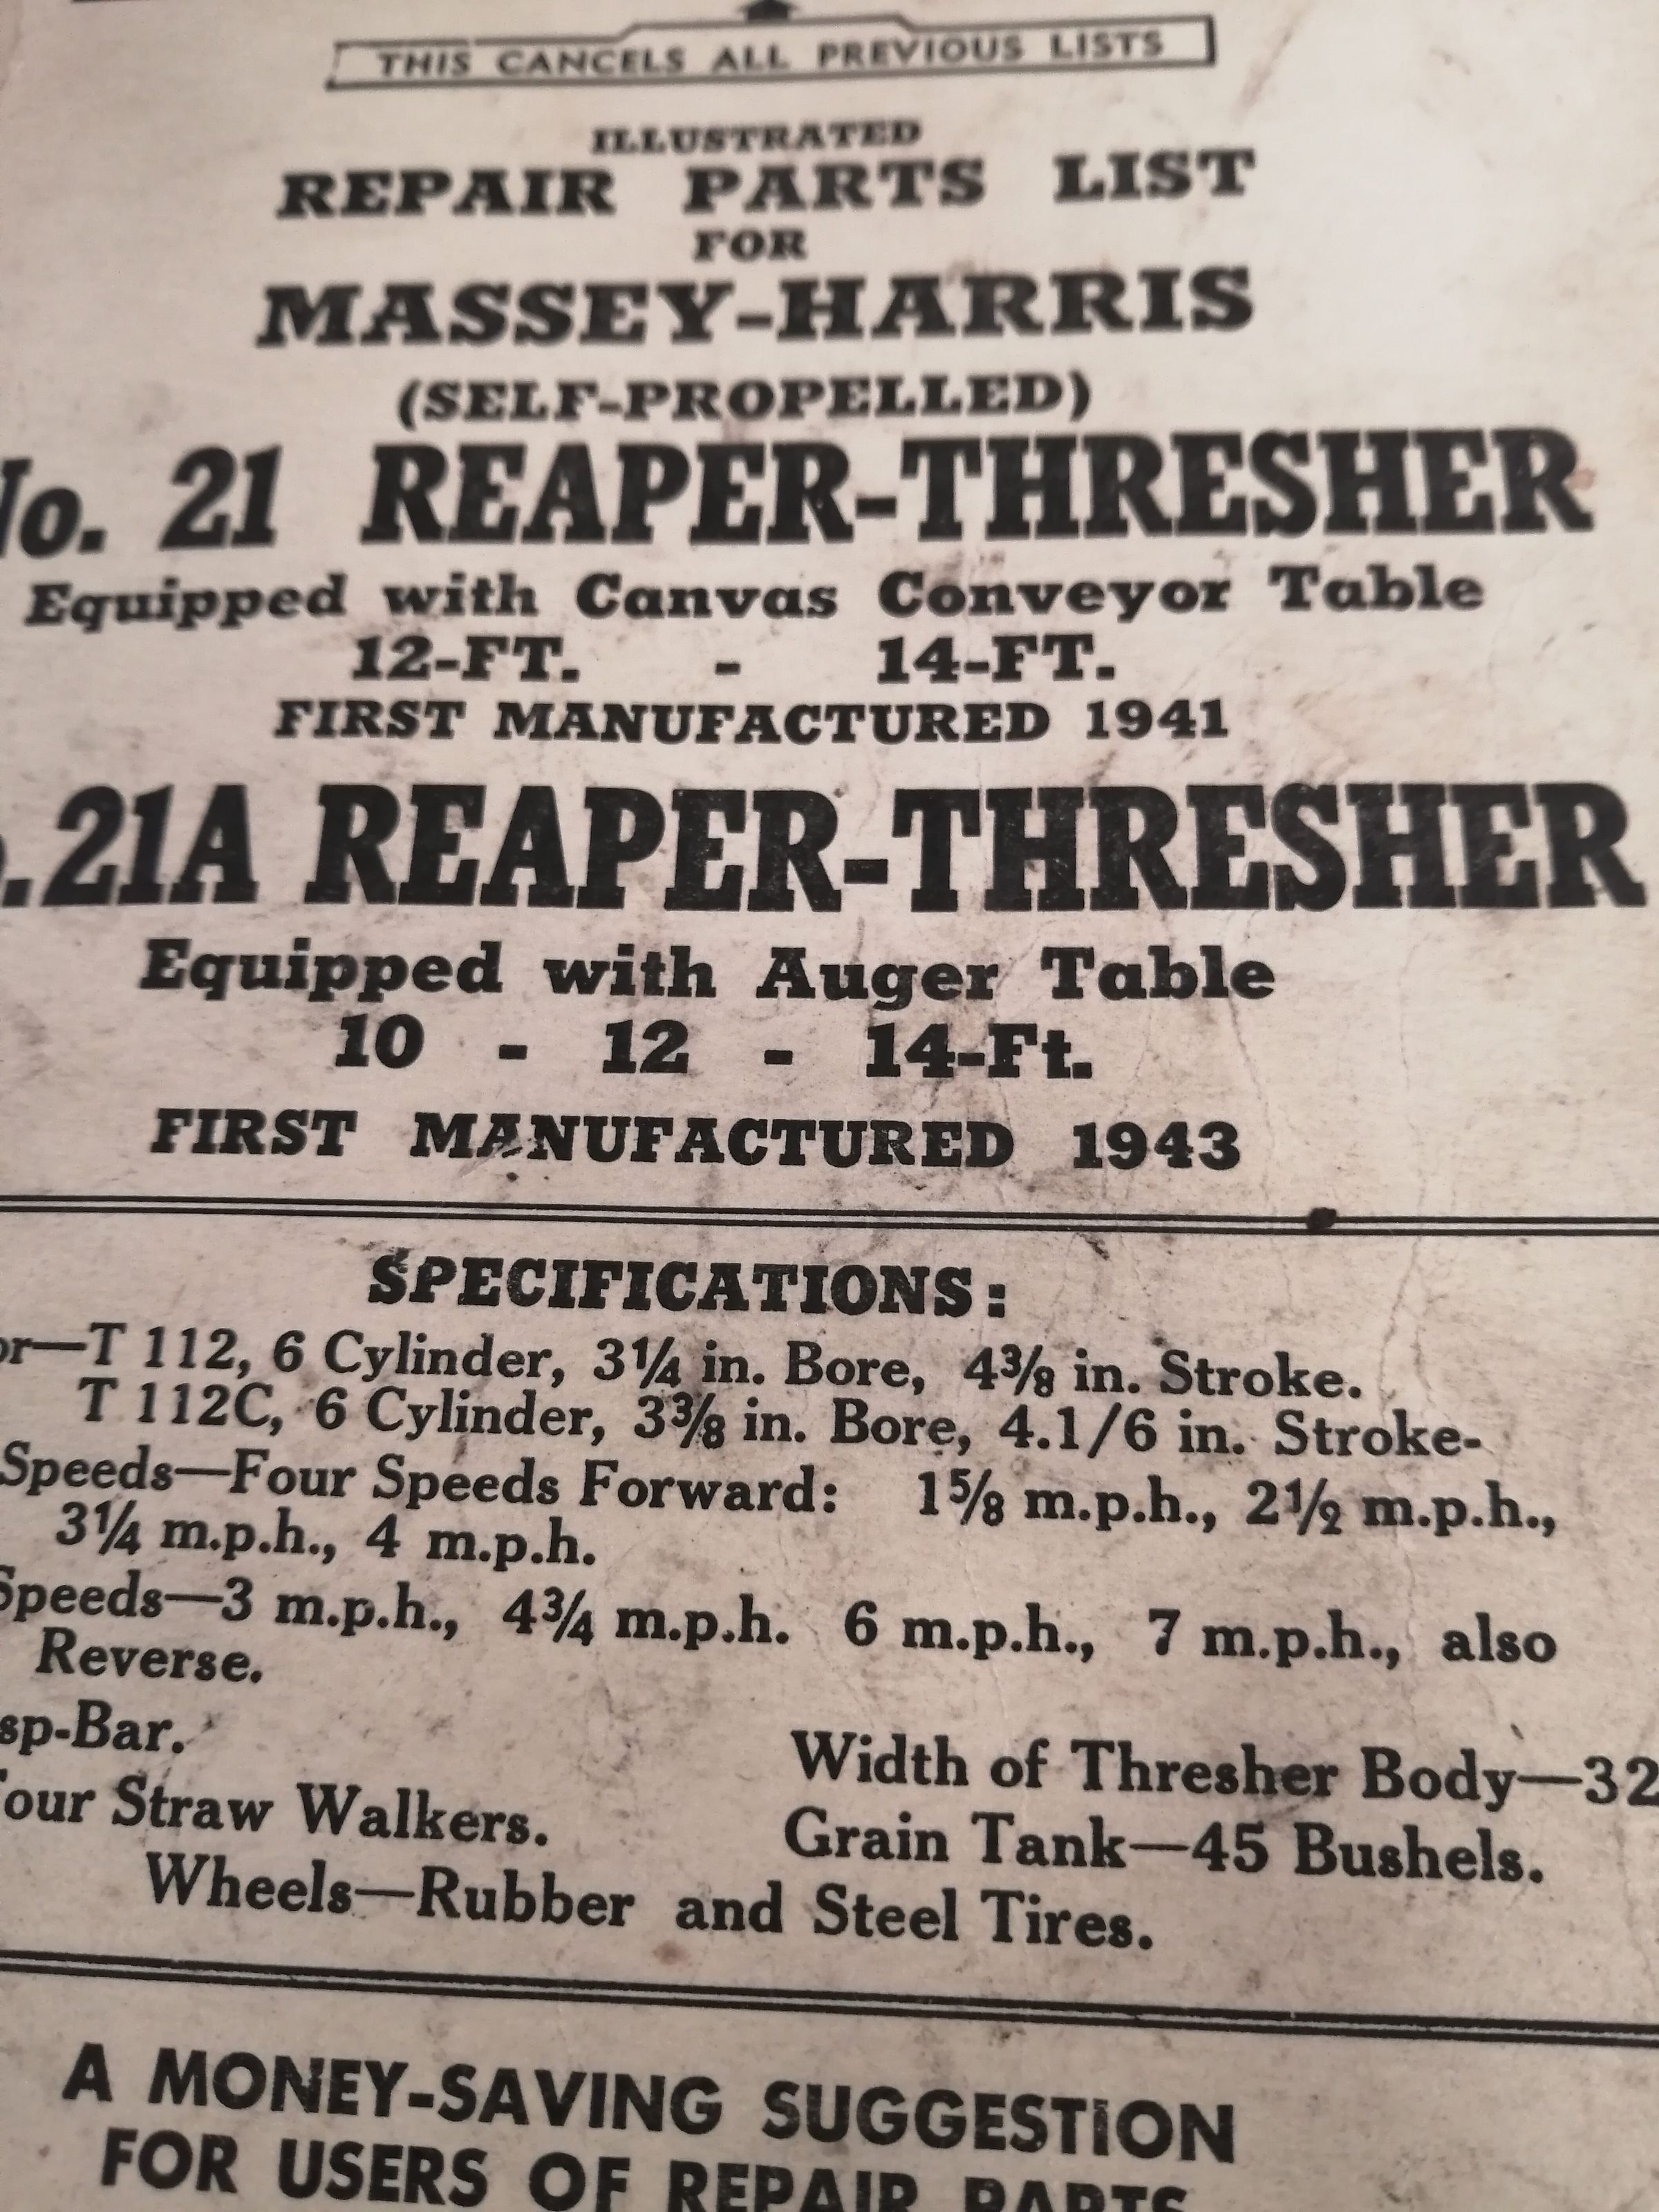 THIS CANCELS ALL PREVIOUS LISTS
ILLUSTRATED
REPAIR PARTS LIST
FOR
MASSEY-HARRIS
(SELF-PROPELLED)
No. 21 REAPER-THRESHER
Equipped with Canvas Conveyor Table
12-FT. - 14-FT.
FIRST MANUFACTURED 1941
.21A REAPER-THRESHER
Equipped with Auger Table
10 - 12 - 14-Ft.
FIRST MANUFACTURED 1943
SPECIFICATIONS:
or—T 112, 6 Cylinder, 3¼ in. Bore, 4⅜ in. Stroke.
T 112C, 6 Cylinder, 3⅜ in. Bore, 4.1/6 in. Stroke-
Speeds—Four Speeds Forward: 1⅝ m.p.h., 2½ m.p.h.,
3¼ m.p.h., 4 m.p.h.
Speeds—3 m.p.h., 4¾ m.p.h. 6 m.p.h., 7 m.p.h., also
Reverse.
sp-Bar.
Width of Thresher Body—32
our Straw Walkers.
Grain Tank—45 Bushels.
Wheels—Rubber and Steel Tires.
A MONEY-SAVING SUGGESTION
FOR USERS OF REPAIR PARTS